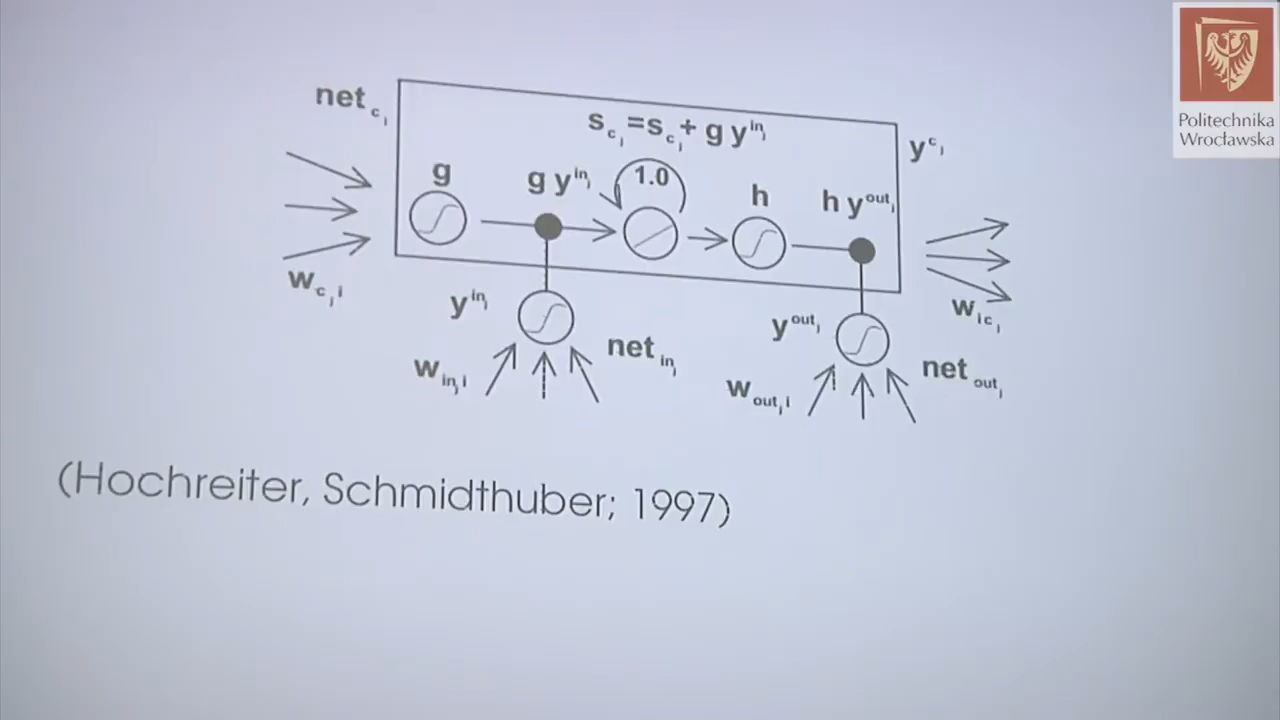 Politechnika
Wrocławska
net c j
s c j =s c j + g y in j
y c j
g
g y in j
1.0
h
h y out j
w c j i
y in j
net in j
w in j i
y out j
net out j
w out j i
w i c j
(Hochreiter, Schmidthuber; 1997)